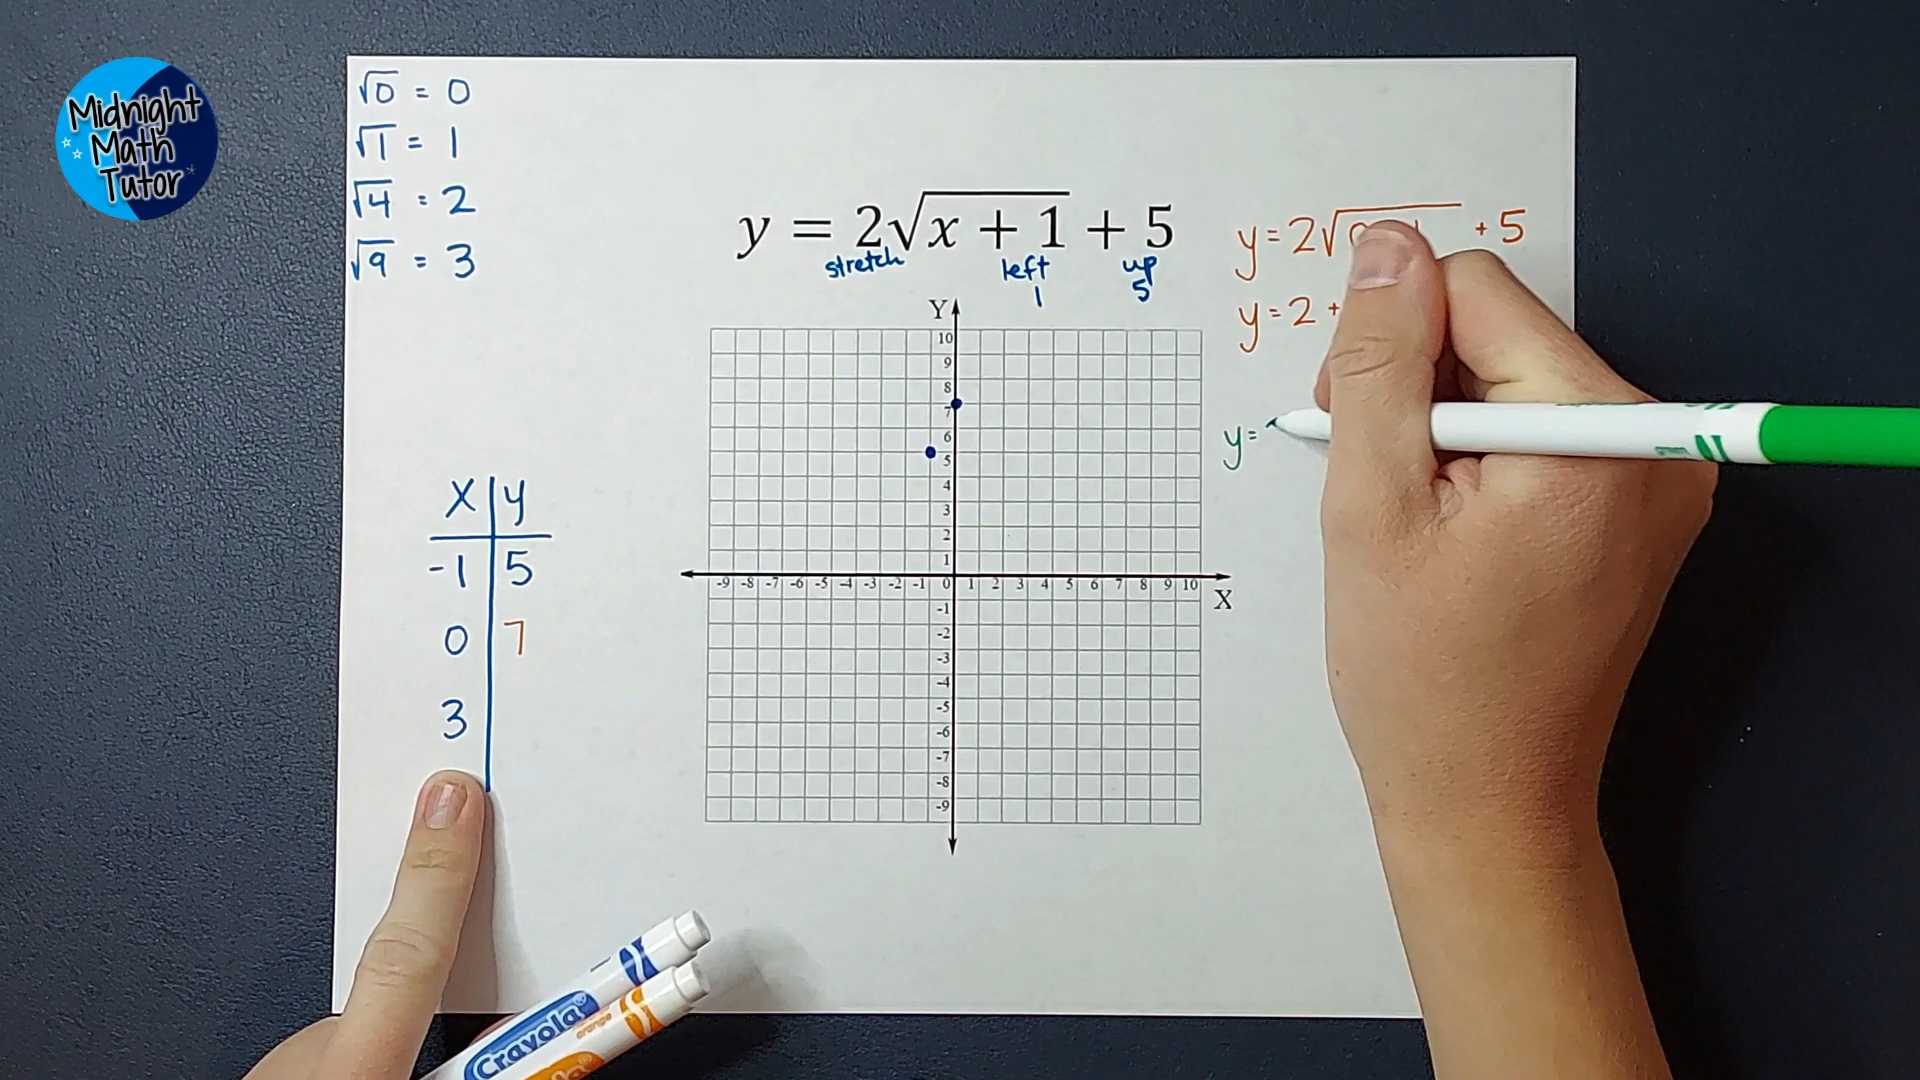 Midnight
Math
Tutor
√0 = 0
√1 = 1
√4 = 2
√9 = 3
y = 2√(x + 1) + 5
stretch left up
1 5
y = 2√ + 5
y = 2 +
y =
Y
10
9
8
7
6
5
4
3
2
1
-9 -8 -7 -6 -5 -4 -3 -2 -1 0 1 2 3 4 5 6 7 8 9 10
X
-1
-2
-3
-4
-5
-6
-7
-8
-9
x y
-1 5
0 7
3
Crayola®
orange